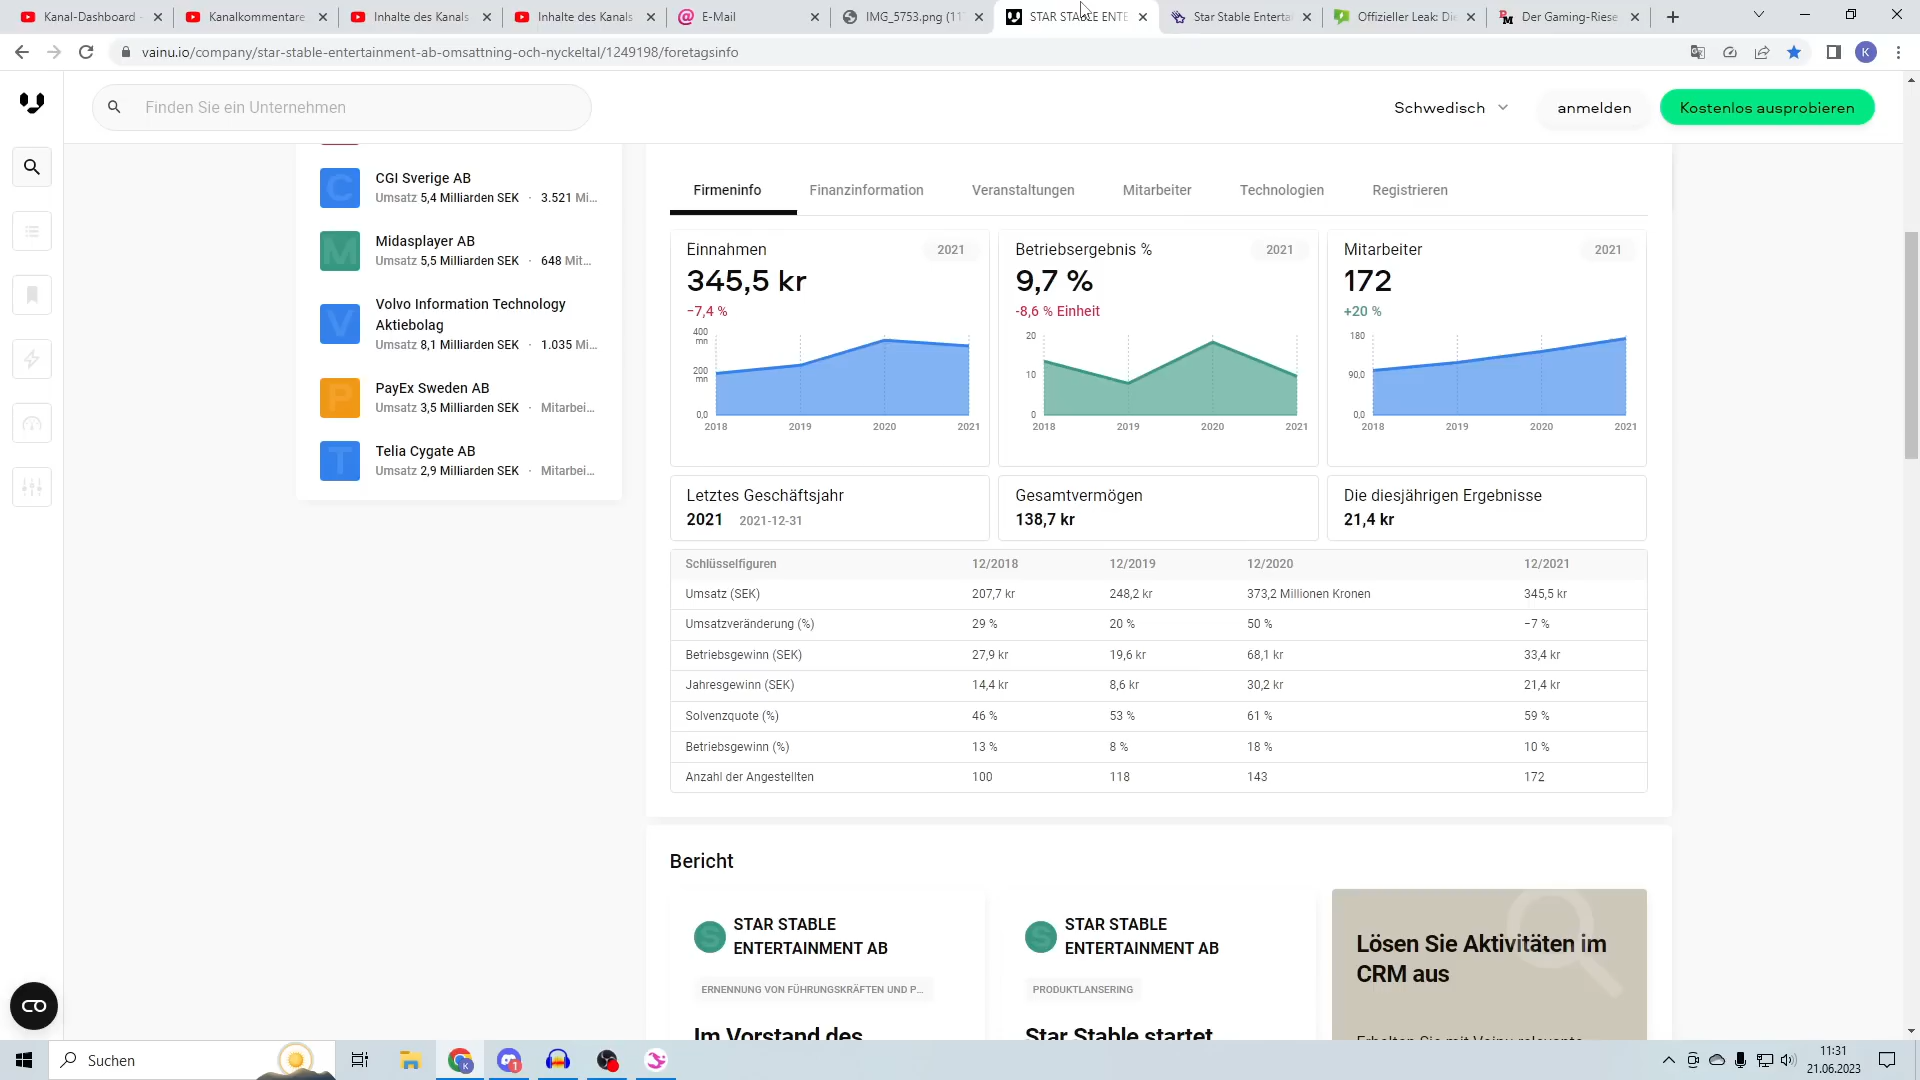 Kanal-Dashboard -
Kanalkommentare
Inhalte des Kanals
Inhalte des Kanals
E-Mail
IMG_5753.png (11
STAR STABLE ENTE
Star Stable Enterta
Offizieller Leak: Di
Der Gaming-Riese
vainu.io/company/star-stable-entertainment-ab-omsattning-och-nyckeltal/1249198/foretagsinfo
K
Finden Sie ein Unternehmen
Schwedisch
anmelden
Kostenlos ausprobieren
C
CGI Sverige AB
Umsatz 5,4 Milliarden SEK · 3.521 Mi...
M
Midasplayer AB
Umsatz 5,5 Milliarden SEK · 648 Mit...
V
Volvo Information Technology
Aktiebolag
Umsatz 8,1 Milliarden SEK · 1.035 Mi...
P
PayEx Sweden AB
Umsatz 3,5 Milliarden SEK · Mitarbei...
T
Telia Cygate AB
Umsatz 2,9 Milliarden SEK · Mitarbei...
Firmeninfo Finanzinformation Veranstaltungen Mitarbeiter Technologien Registrieren
Einnahmen 2021
345,5 kr
−7,4 %
400
mn
200
mn
0,0
2018 2019 2020 2021
Betriebsergebnis % 2021
9,7 %
-8,6 % Einheit
20
10
0
2018 2019 2020 2021
Mitarbeiter 2021
172
+20 %
180
90,0
0,0
2018 2019 2020 2021
Letztes Geschäftsjahr
2021 2021-12-31
Gesamtvermögen
138,7 kr
Die diesjährigen Ergebnisse
21,4 kr
Schlüsselfiguren 12/2018 12/2019 12/2020 12/2021
Umsatz (SEK) 207,7 kr 248,2 kr 373,2 Millionen Kronen 345,5 kr
Umsatzveränderung (%) 29 % 20 % 50 % −7 %
Betriebsgewinn (SEK) 27,9 kr 19,6 kr 68,1 kr 33,4 kr
Jahresgewinn (SEK) 14,4 kr 8,6 kr 30,2 kr 21,4 kr
Solvenzquote (%) 46 % 53 % 61 % 59 %
Betriebsgewinn (%) 13 % 8 % 18 % 10 %
Anzahl der Angestellten 100 118 143 172
Bericht
S
STAR STABLE
ENTERTAINMENT AB
ERNENNUNG VON FÜHRUNGSKRÄFTEN UND P...
Im Vorstand des
S
STAR STABLE
ENTERTAINMENT AB
PRODUKTLANSERING
Star Stable startet
Lösen Sie Aktivitäten im
CRM aus
Erhalten Sie mit Vainu relevante
Suchen
K
1
11:31
21.06.2023